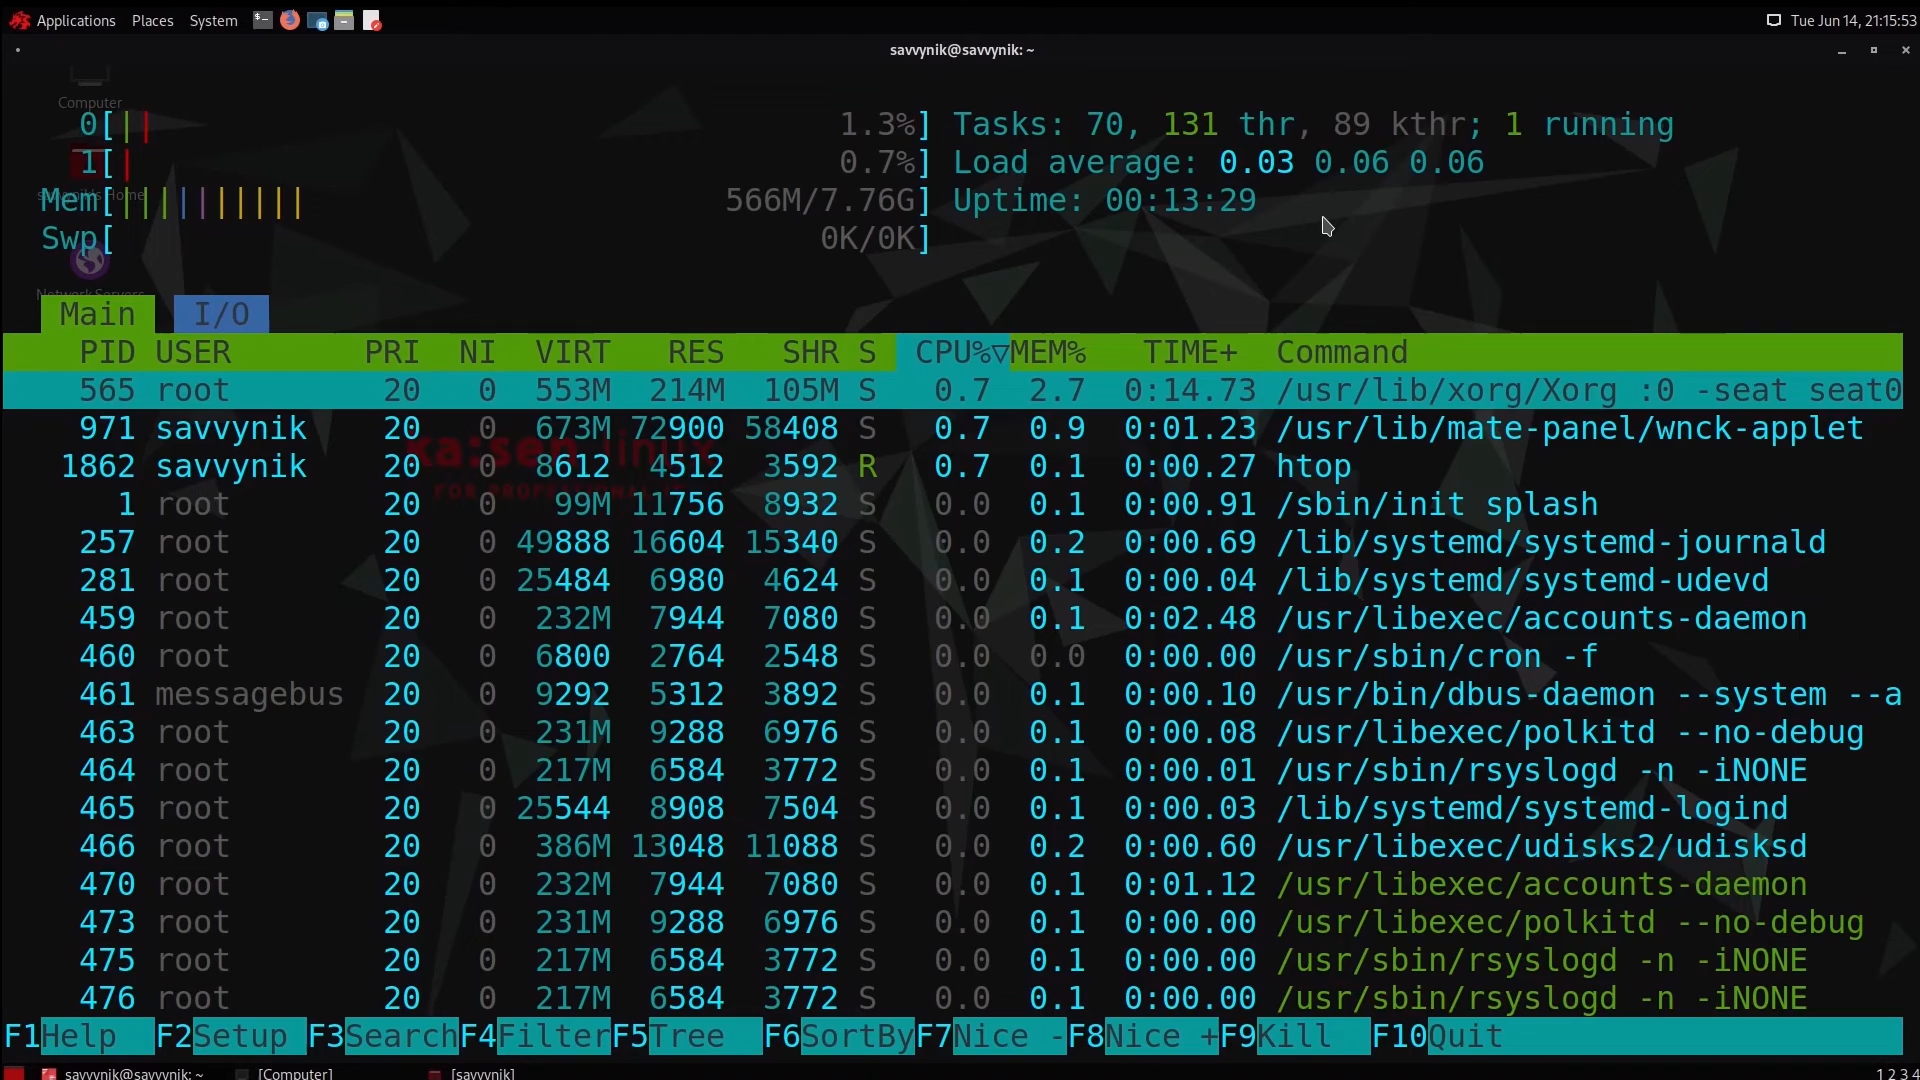 Applications Places System Tue Jun 14, 21:15:53
savvynik@savvynik: ~
Computer
0[|| 1.3%] Tasks: 70, 131 thr, 89 kthr; 1 running
1[| 0.7%] Load average: 0.03 0.06 0.06
Mem[|||||||||| 566M/7.76G] Uptime: 00:13:29
Swp[ 0K/0K]
Network Servers
Main I/O
PID USER PRI NI VIRT RES SHR S CPU%▽MEM% TIME+ Command
565 root 20 0 553M 214M 105M S 0.7 2.7 0:14.73 /usr/lib/xorg/Xorg :0 -seat seat0
971 savvynik 20 0 673M 72900 58408 S 0.7 0.9 0:01.23 /usr/lib/mate-panel/wnck-applet
1862 savvynik 20 0 8612 4512 3592 R 0.7 0.1 0:00.27 htop
1 root 20 0 99M 11756 8932 S 0.0 0.1 0:00.91 /sbin/init splash
257 root 20 0 49888 16604 15340 S 0.0 0.2 0:00.69 /lib/systemd/systemd-journald
281 root 20 0 25484 6980 4624 S 0.0 0.1 0:00.04 /lib/systemd/systemd-udevd
459 root 20 0 232M 7944 7080 S 0.0 0.1 0:02.48 /usr/libexec/accounts-daemon
460 root 20 0 6800 2764 2548 S 0.0 0.0 0:00.00 /usr/sbin/cron -f
461 messagebus 20 0 9292 5312 3892 S 0.0 0.1 0:00.10 /usr/bin/dbus-daemon --system --a
463 root 20 0 231M 9288 6976 S 0.0 0.1 0:00.08 /usr/libexec/polkitd --no-debug
464 root 20 0 217M 6584 3772 S 0.0 0.1 0:00.01 /usr/sbin/rsyslogd -n -iNONE
465 root 20 0 25544 8908 7504 S 0.0 0.1 0:00.03 /lib/systemd/systemd-logind
466 root 20 0 386M 13048 11088 S 0.0 0.2 0:00.60 /usr/libexec/udisks2/udisksd
470 root 20 0 232M 7944 7080 S 0.0 0.1 0:01.12 /usr/libexec/accounts-daemon
473 root 20 0 231M 9288 6976 S 0.0 0.1 0:00.00 /usr/libexec/polkitd --no-debug
475 root 20 0 217M 6584 3772 S 0.0 0.1 0:00.00 /usr/sbin/rsyslogd -n -iNONE
476 root 20 0 217M 6584 3772 S 0.0 0.1 0:00.00 /usr/sbin/rsyslogd -n -iNONE
F1Help F2Setup F3SearchF4FilterF5Tree F6SortByF7Nice -F8Nice +F9Kill F10Quit
savvynik@savvynik: ~ [Computer] [savvynik] 1 2 3 4